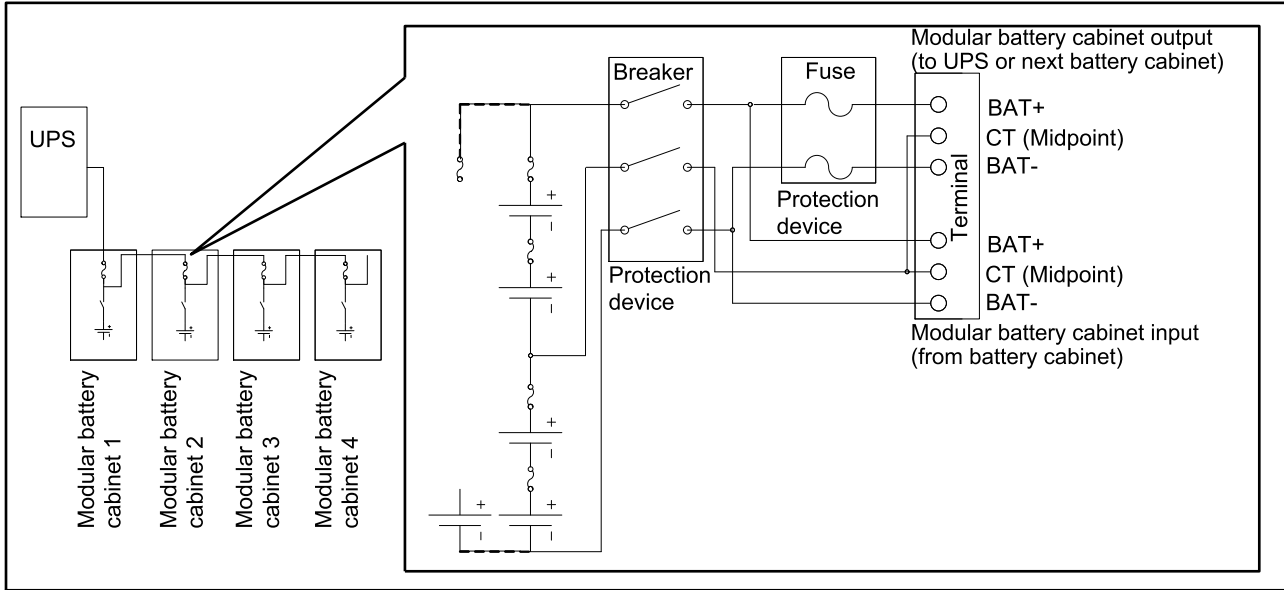 UPS
Modular battery
cabinet 1
Modular battery
cabinet 2
Modular battery
cabinet 3
Modular battery
cabinet 4
Breaker
Protection
device
Fuse
Protection
device
Modular battery cabinet output
(to UPS or next battery cabinet)
BAT+
CT (Midpoint)
BAT-
Terminal
BAT+
CT (Midpoint)
BAT-
Modular battery cabinet input
(from battery cabinet)